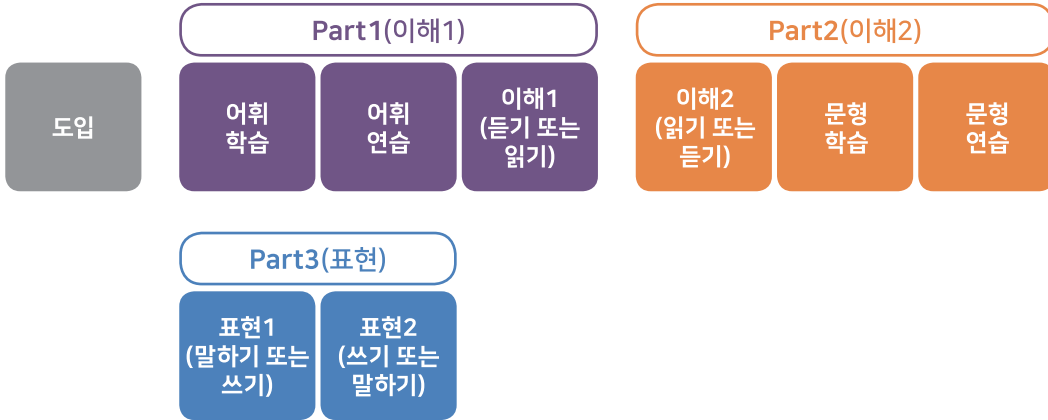 Part1(이해1)
Part2(이해2)
도입
어휘
학습
어휘
연습
이해1
(듣기 또는
읽기)
이해2
(읽기 또는
듣기)
문형
학습
문형
연습
Part3(표현)
표현1
(말하기 또는
쓰기)
표현2
(쓰기 또는
말하기)